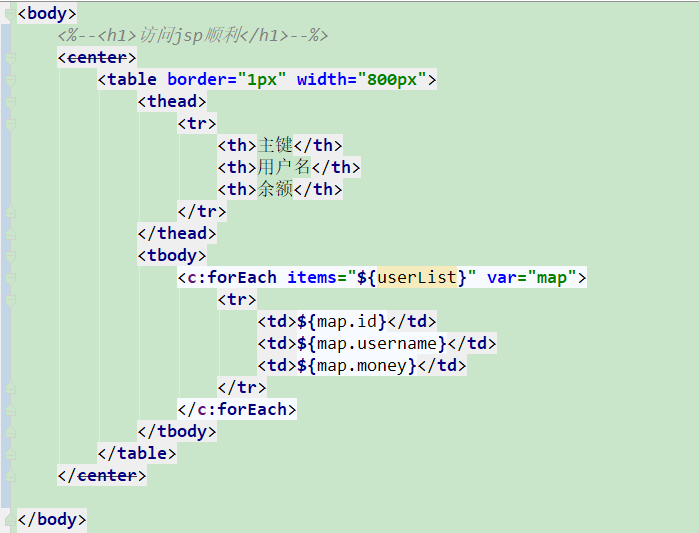 <body>
<%--<h1>访问jsp顺利</h1>--%>
<center>
<table border="1px" width="800px">
<thead>
<tr>
<th>主键</th>
<th>用户名</th>
<th>余额</th>
</tr>
</thead>
<tbody>
<c:forEach items="${userList}" var="map">
<tr>
<td>${map.id}</td>
<td>${map.username}</td>
<td>${map.money}</td>
</tr>
</c:forEach>
</tbody>
</table>
</center>
</body>